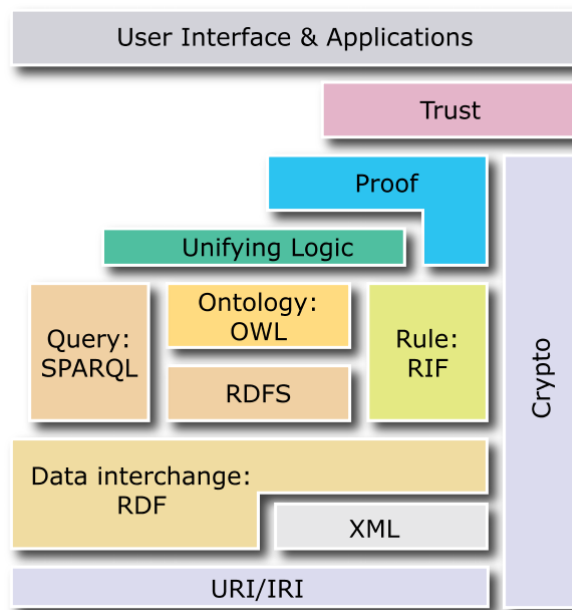 User Interface & Applications
Trust
Proof
Unifying Logic
Query:
SPARQL
Ontology:
OWL
RDFS
Rule:
RIF
Crypto
Data interchange:
RDF
XML
URI/IRI